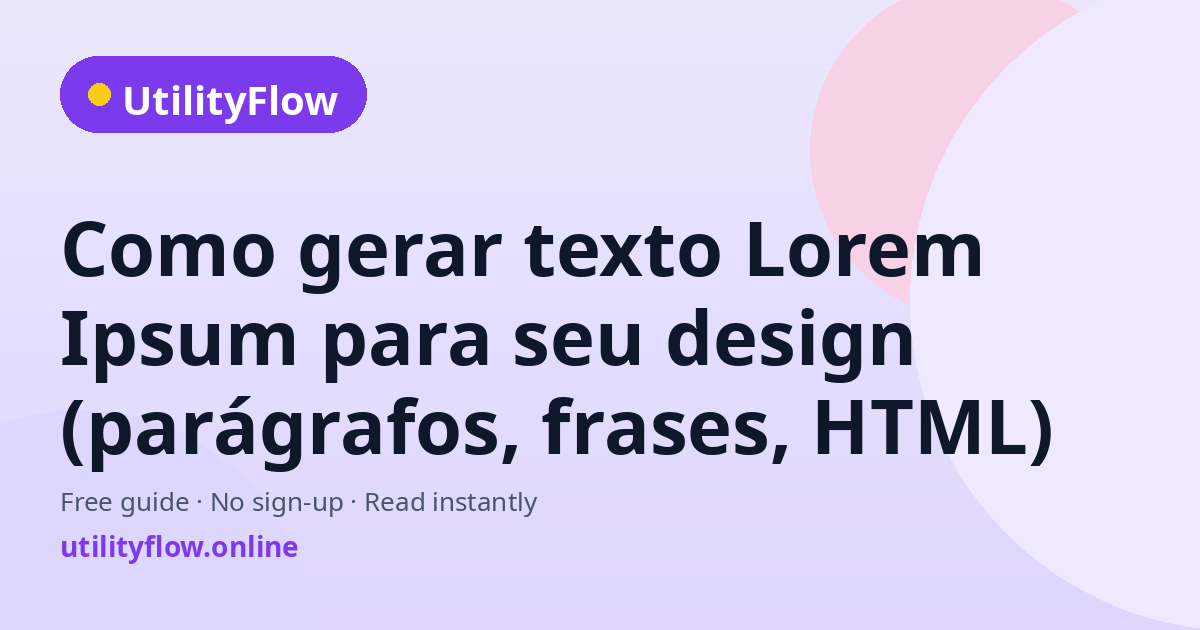 UtilityFlow
Como gerar texto Lorem
Ipsum para seu design
(parágrafos, frases, HTML)
Free guide · No sign-up · Read instantly
utilityflow.online